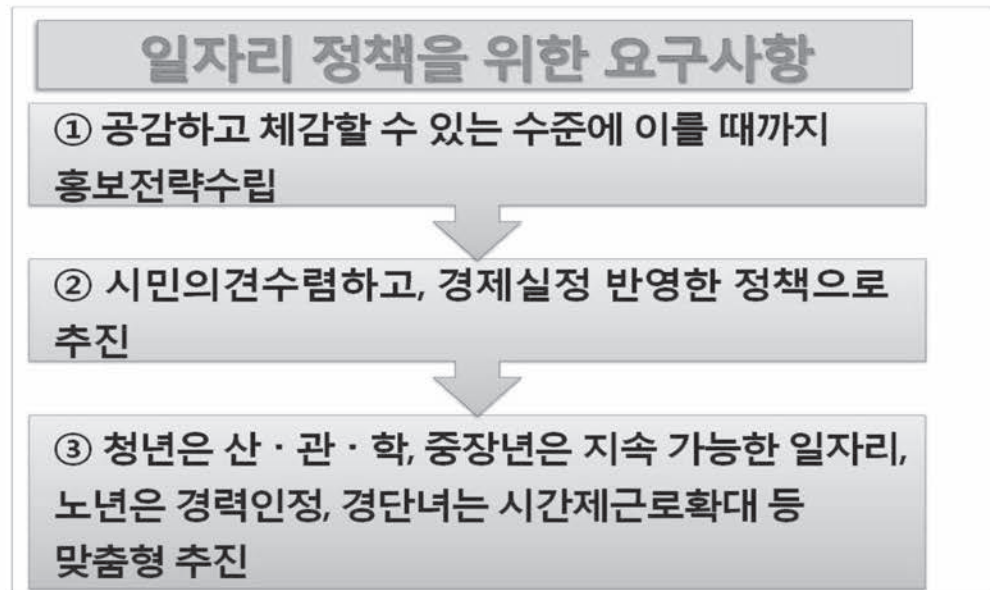 일자리 정책을 위한 요구사항
① 공감하고 체감할 수 있는 수준에 이를 때까지
홍보전략수립
② 시민의견수렴하고, 경제실정 반영한 정책으로
추진
③ 청년은 산 · 관 · 학, 중장년은 지속 가능한 일자리,
노년은 경력인정, 경단녀는 시간제근로확대 등
맞춤형 추진